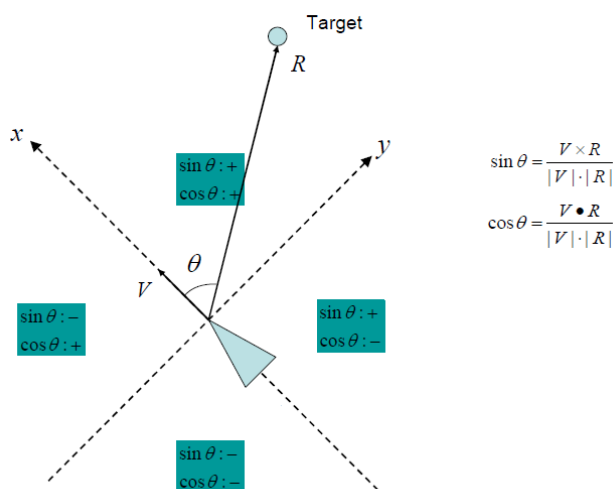 Target
R
x
y
sin θ : +
cos θ : +
sin θ = V × R / | V | · | R |
cos θ = V • R / | V | · | R |
θ
V
sin θ : −
cos θ : +
sin θ : +
cos θ : −
sin θ : −
cos θ : −